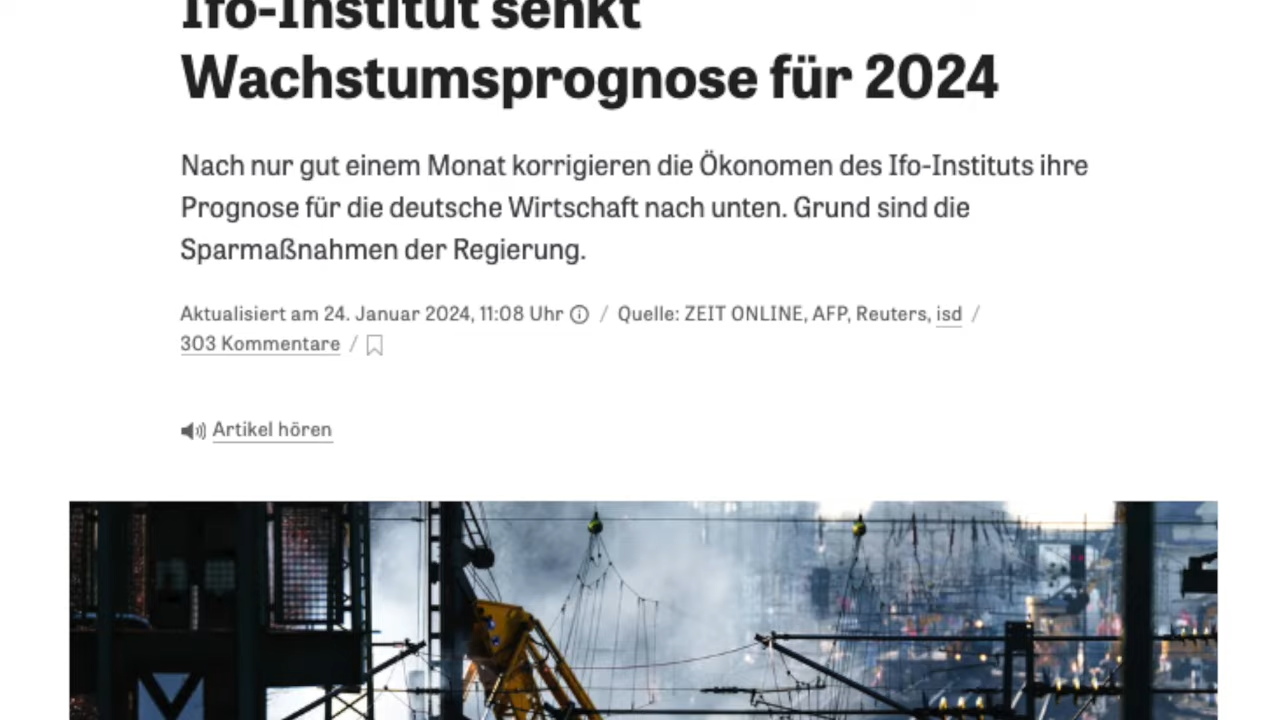 Ifo-Institut senkt
Wachstumsprognose für 2024
Nach nur gut einem Monat korrigieren die Ökonomen des Ifo-Instituts ihre
Prognose für die deutsche Wirtschaft nach unten. Grund sind die
Sparmaßnahmen der Regierung.
Aktualisiert am 24. Januar 2024, 11:08 Uhr / Quelle: ZEIT ONLINE, AFP, Reuters, isd /
303 Kommentare /
Artikel hören